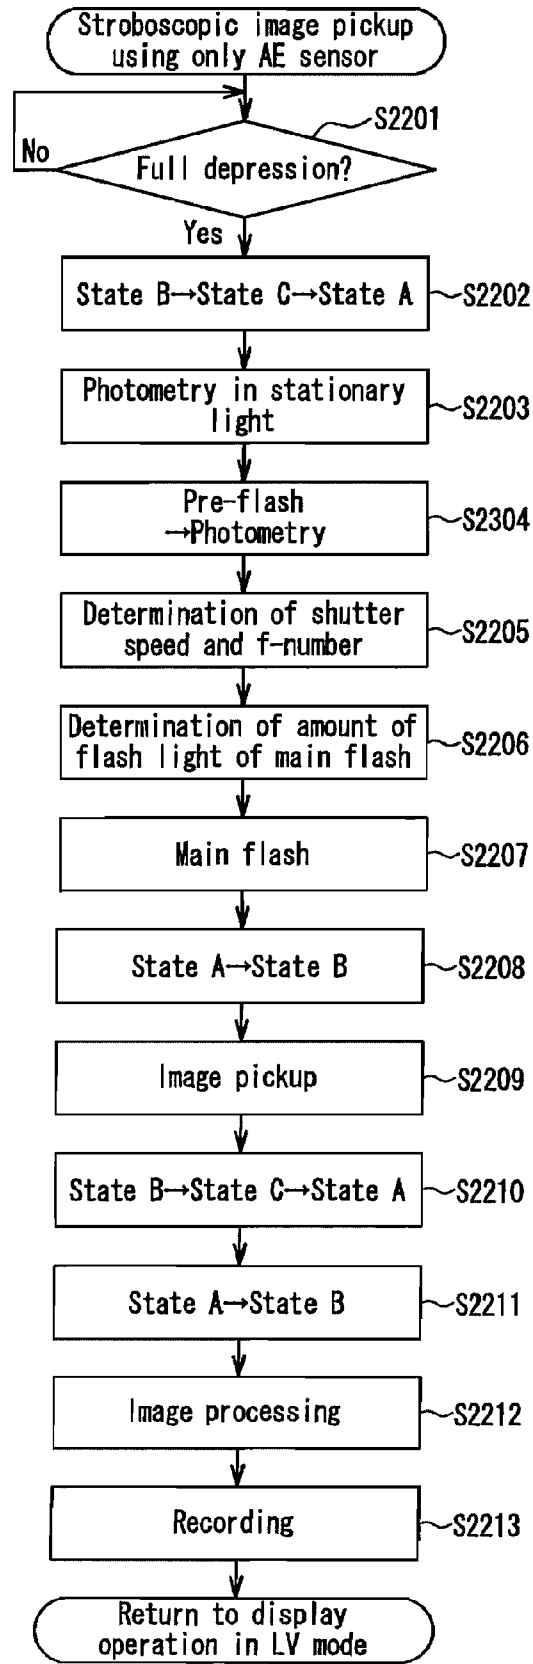 Stroboscopic image pickup
using only AE sensor
S2201
No
Full depression?
Yes
State B→State C→State A
S2202
Photometry in stationary
light
S2203
Pre-flash
→Photometry
S2304
Determination of shutter
speed and f-number
S2205
Determination of amount of
flash light of main flash
S2206
Main flash
S2207
State A→State B
S2208
Image pickup
S2209
State B→State C→State A
S2210
State A→State B
S2211
Image processing
S2212
Recording
S2213
Return to display
operation in LV mode